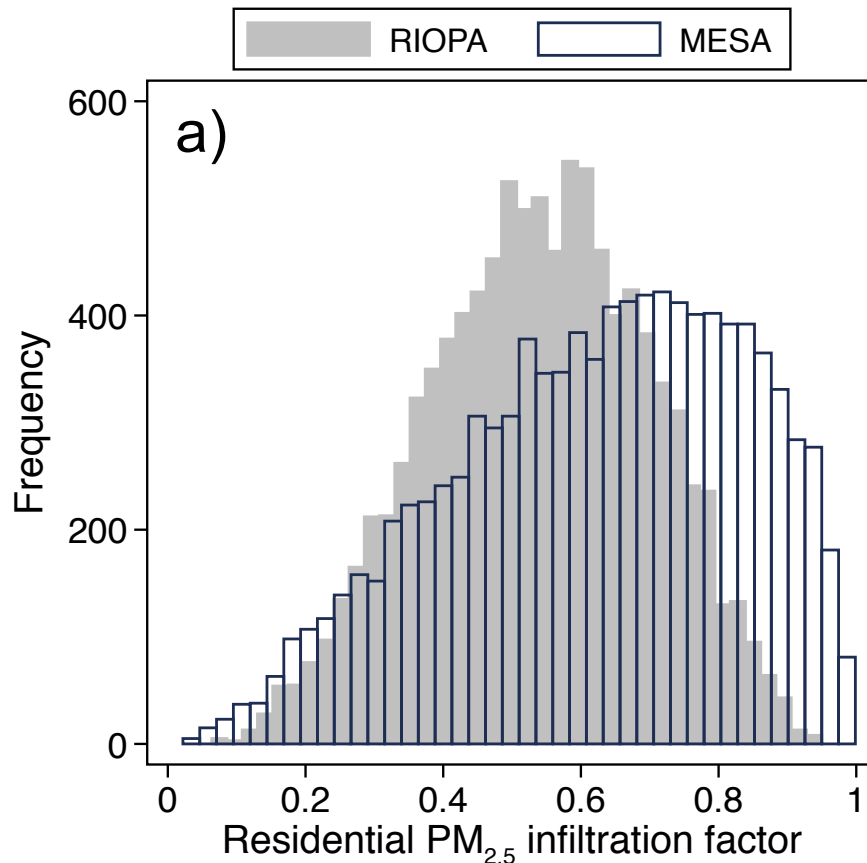 RIOPA MESA
a)
600
400
200
0
Frequency
0 0.2 0.4 0.6 0.8 1
Residential PM2.5 infiltration factor